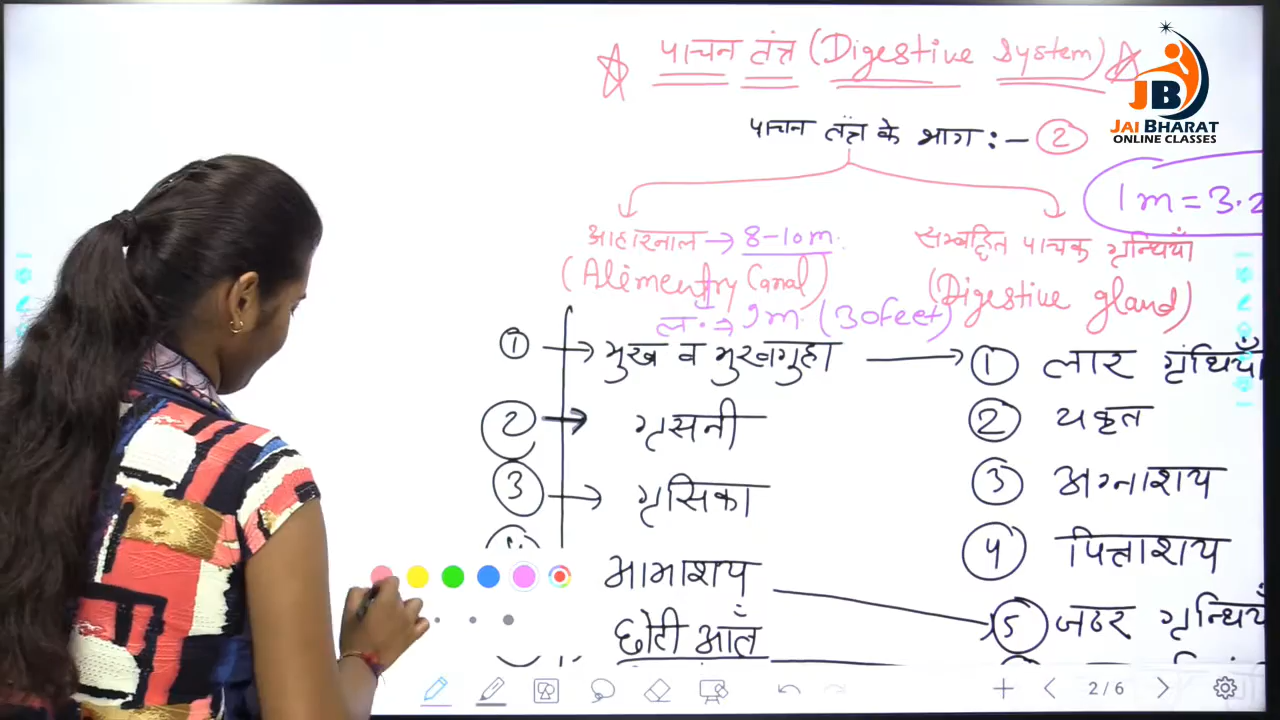 पाचन तंत्र (Digestive System)
JB
JAI BHARAT
ONLINE CLASSES
पाचन तंत्र के भाग :- 2
1m = 3.2
आहारनाल → 8-10m.
(Alimentry Canal)
ल. → 9m. (30feet)
सम्बन्धित पाचक ग्रन्थियाँ
(Digestive gland)
1 → मुख व मुखगुहा → 1 लार ग्रंथियाँ
2 → ग्रसनी
2 यकृत
3 → ग्रसिका
3 अग्नाशय
4 पित्ताशय
आमाशय
5 जठर ग्रन्थियाँ
छोटी आँत
2/6